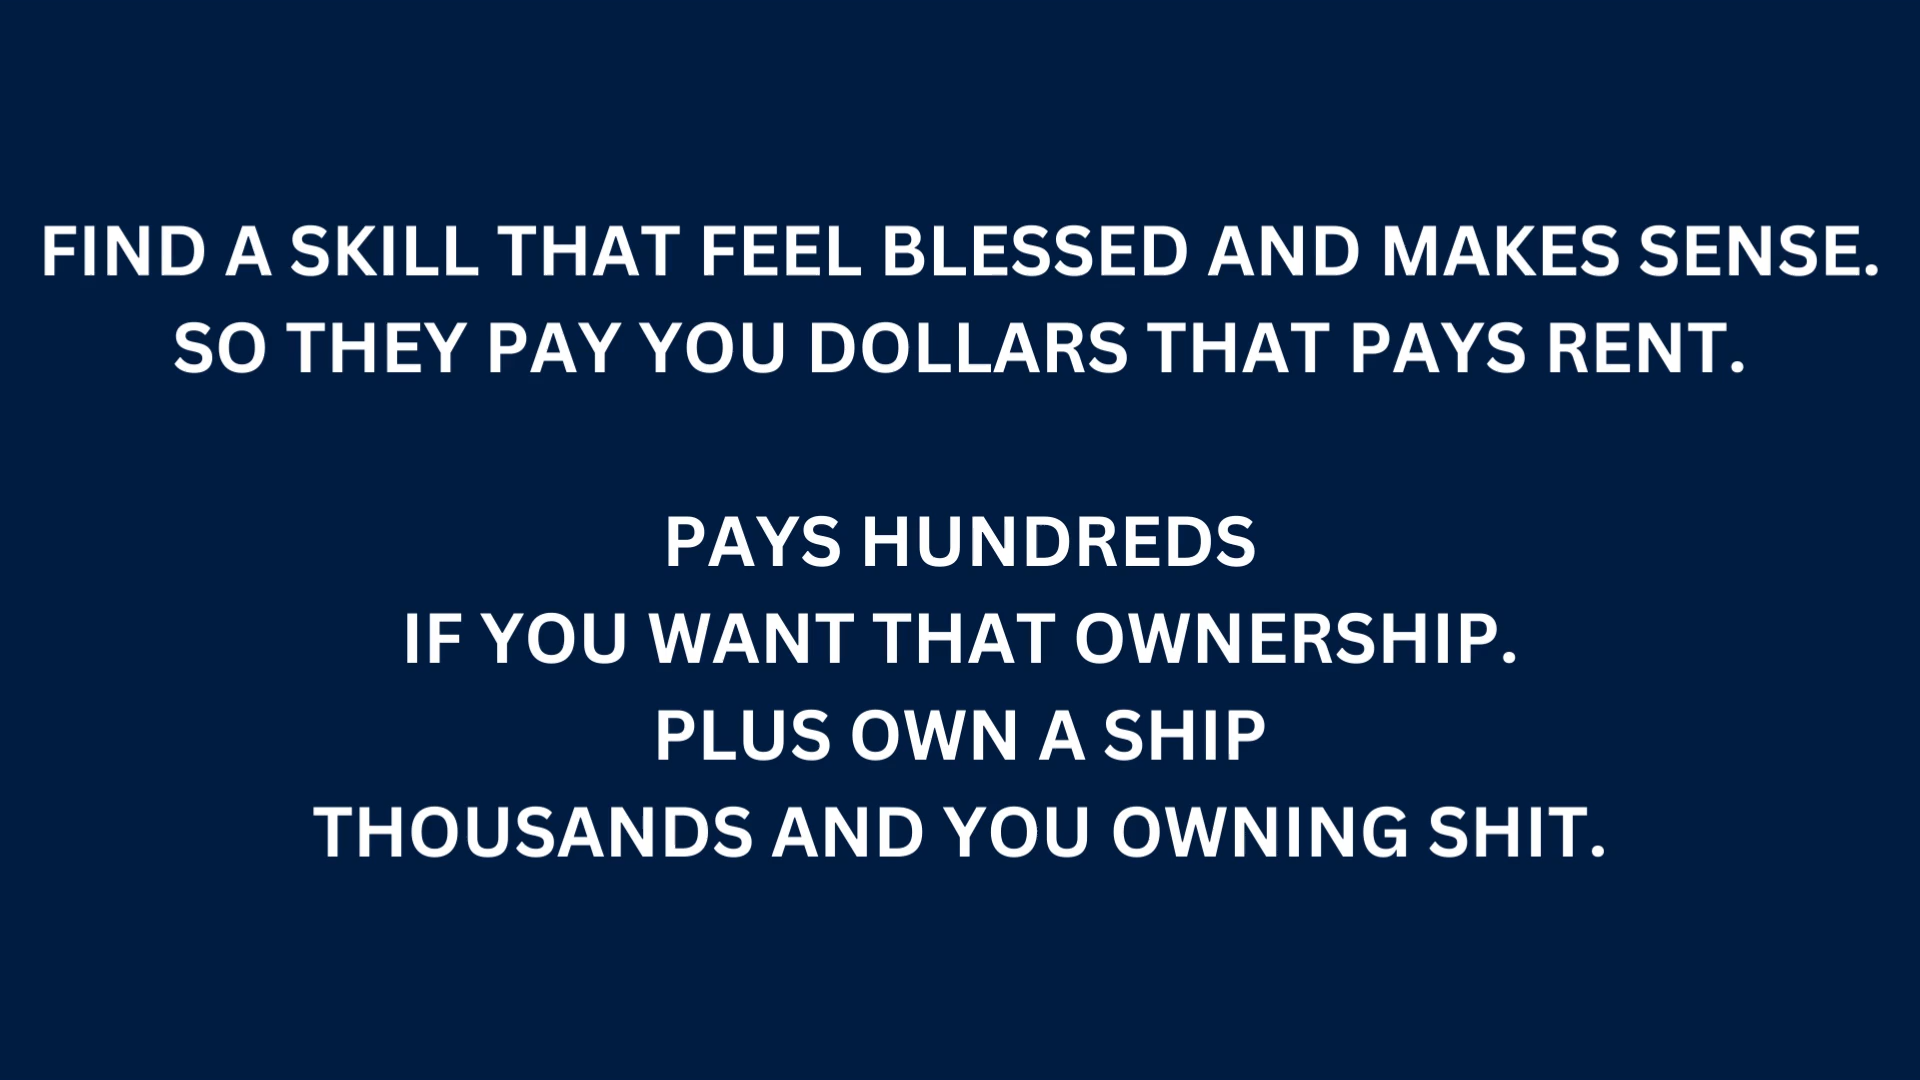 FIND A SKILL THAT FEEL BLESSED AND MAKES SENSE.
SO THEY PAY YOU DOLLARS THAT PAYS RENT.
PAYS HUNDREDS
IF YOU WANT THAT OWNERSHIP.
PLUS OWN A SHIP
THOUSANDS AND YOU OWNING SHIT.